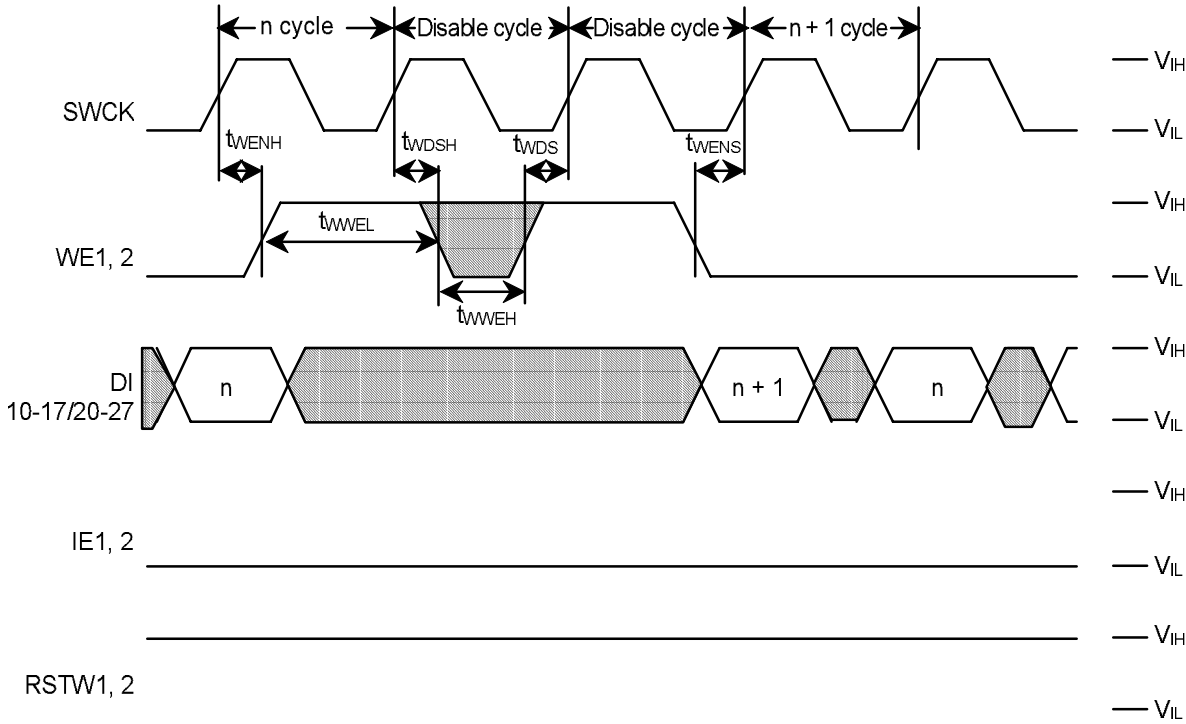 n cycle Disable cycle Disable cycle n + 1 cycle
VIH
SWCK
VIL
tWENH tWDSH tWDS tWENS
VIH
tWWEL
WE1, 2
VIL
tWWEH
VIH
DI
10-17/20-27
n n + 1 n
VIL
VIH
IE1, 2
VIL
VIH
RSTW1, 2
VIL